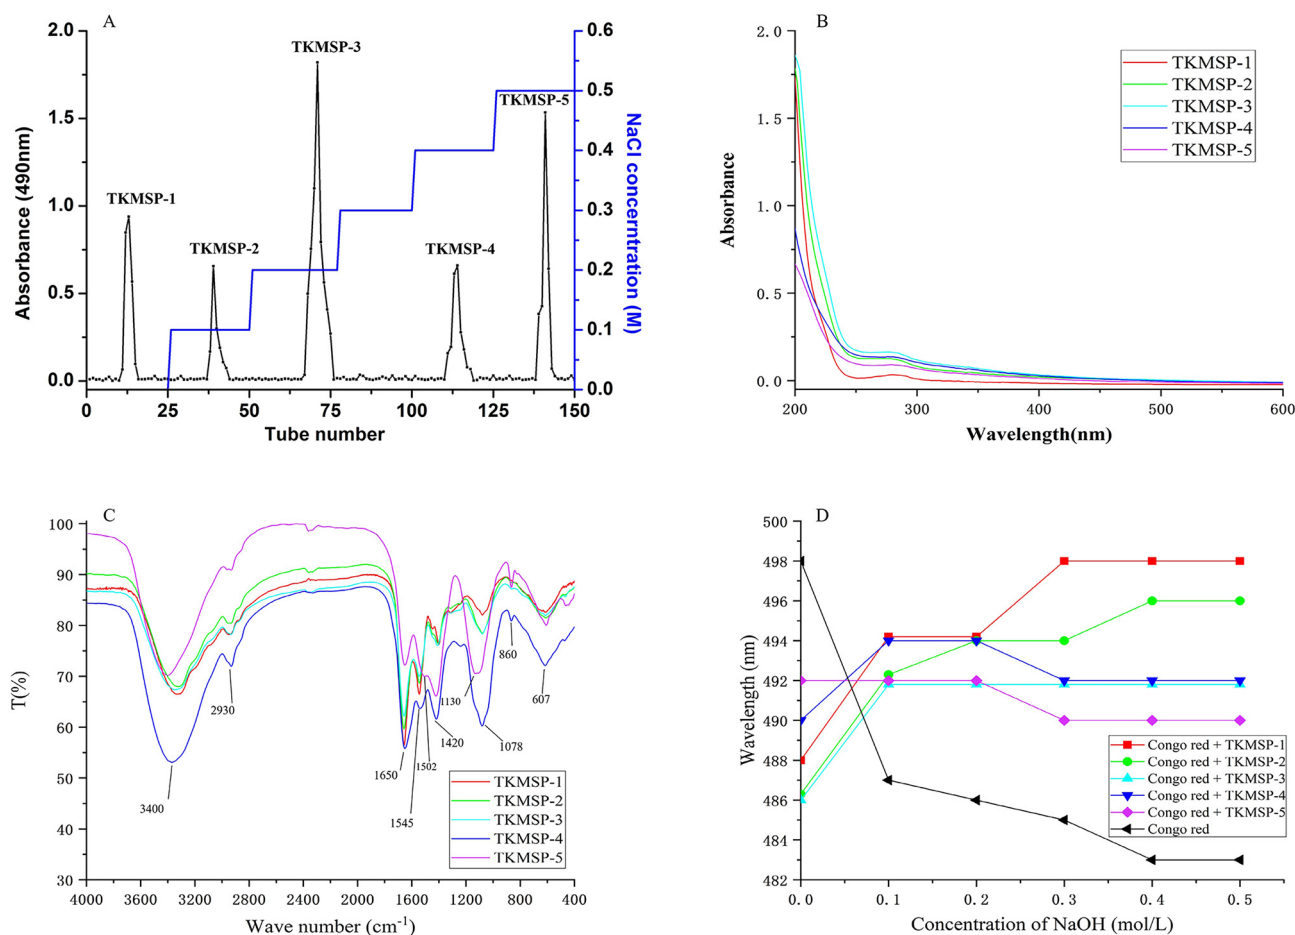 A
2.0
1.5
1.0
0.5
0.0
Absorbance (490nm)
TKMSP-1
TKMSP-2
TKMSP-3
TKMSP-4
TKMSP-5
0.6
0.5
0.4
0.3
0.2
0.1
0.0
NaCl concerntration (M)
0 25 50 75 100 125 150
Tube number
B
2.0
1.5
1.0
0.5
0.0
Absorbance
TKMSP-1
TKMSP-2
TKMSP-3
TKMSP-4
TKMSP-5
200 300 400 500 600
Wavelength(nm)
C
100
90
80
70
60
50
40
30
T(%)
3400
2930
1650
1545
1502
1420
1130
1078
860
607
TKMSP-1
TKMSP-2
TKMSP-3
TKMSP-4
TKMSP-5
4000 3600 3200 2800 2400 2000 1600 1200 800 400
Wave number (cm-1)
D
500
498
496
494
492
490
488
486
484
482
Wavelength (nm)
Congo red + TKMSP-1
Congo red + TKMSP-2
Congo red + TKMSP-3
Congo red + TKMSP-4
Congo red + TKMSP-5
Congo red
0.0 0.1 0.2 0.3 0.4 0.5
Concentration of NaOH (mol/L)